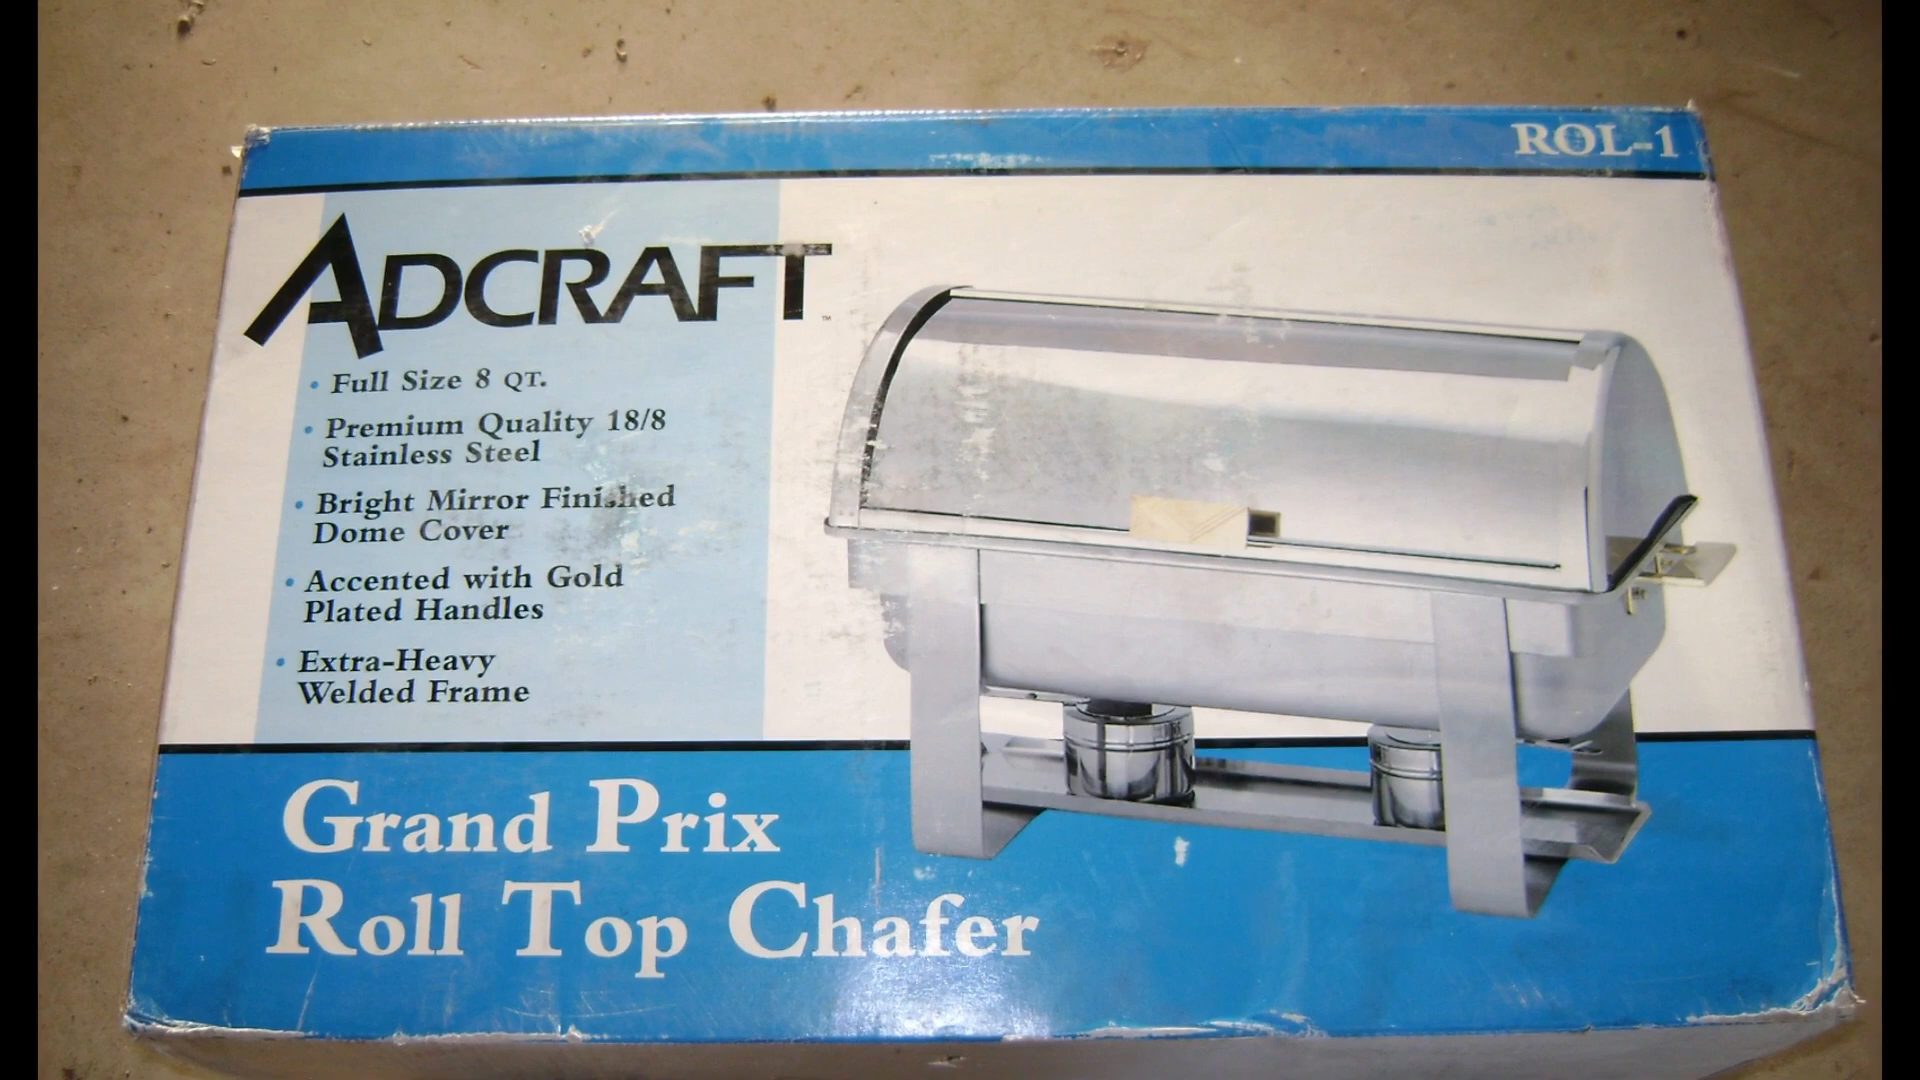 ROL-1
ADCRAFT™
• Full Size 8 QT.
• Premium Quality 18/8
Stainless Steel
• Bright Mirror Finished
Dome Cover
• Accented with Gold
Plated Handles
• Extra-Heavy
Welded Frame
Grand Prix
Roll Top Chafer